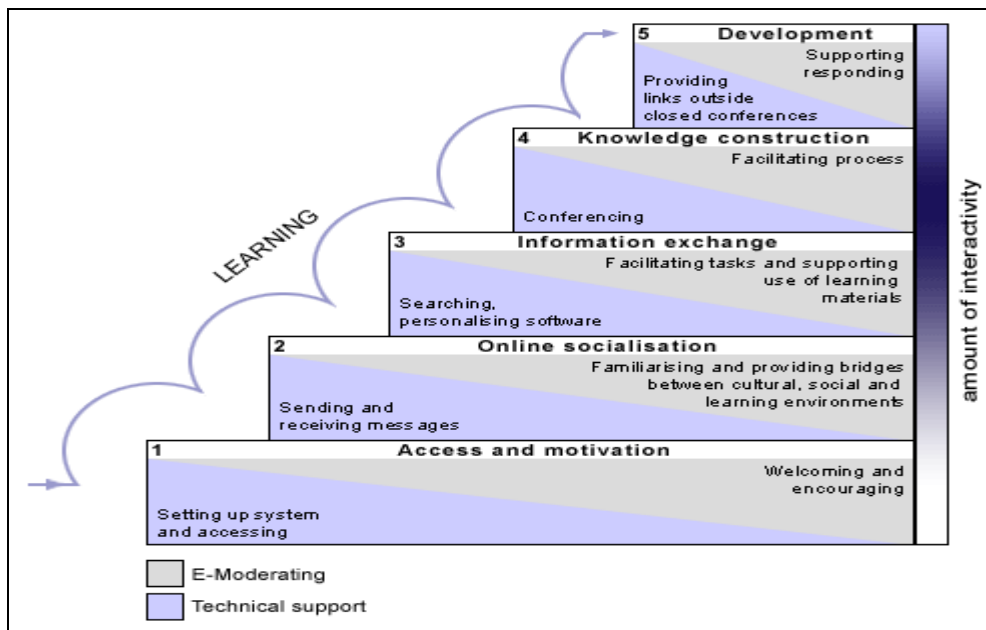 5 Development
Supporting
responding
Providing
links outside
closed conferences
4 Knowledge construction
Facilitating process
Conferencing
3 Information exchange
Facilitating tasks and supporting
use of learning
materials
Searching,
personalising software
2 Online socialisation
Familiarising and providing bridges
between cultural, social and
learning environments
Sending and
receiving messages
1 Access and motivation
Welcoming and
encouraging
Setting up system
and accessing
LEARNING
amount of interactivity
E-Moderating
Technical support